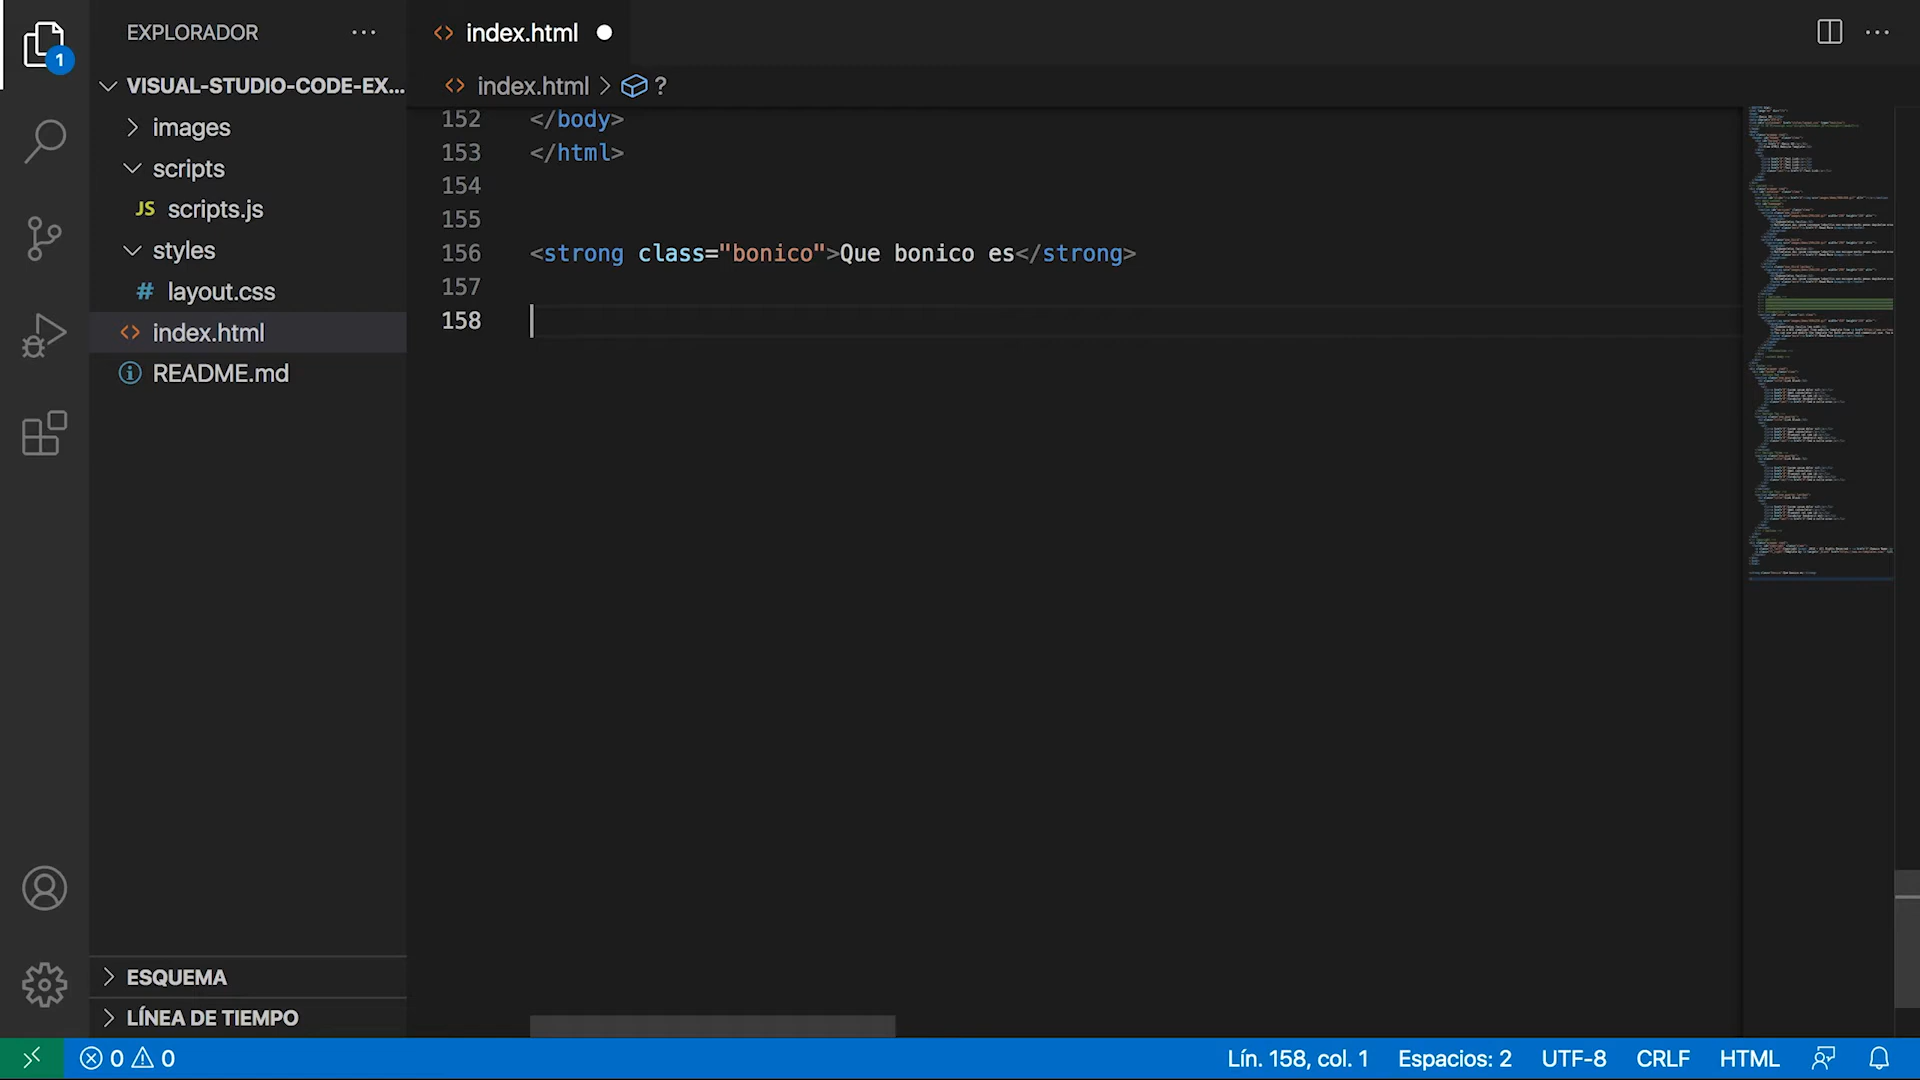 EXPLORADOR
1
VISUAL-STUDIO-CODE-EX...
images
scripts
JS scripts.js
styles
# layout.css
index.html
README.md
ESQUEMA
LÍNEA DE TIEMPO
index.html
index.html > ?
152 </body>
153 </html>
154
155
156 <strong class="bonico">Que bonico es</strong>
157
158
0 0
Lín. 158, col. 1
Espacios: 2
UTF-8
CRLF
HTML